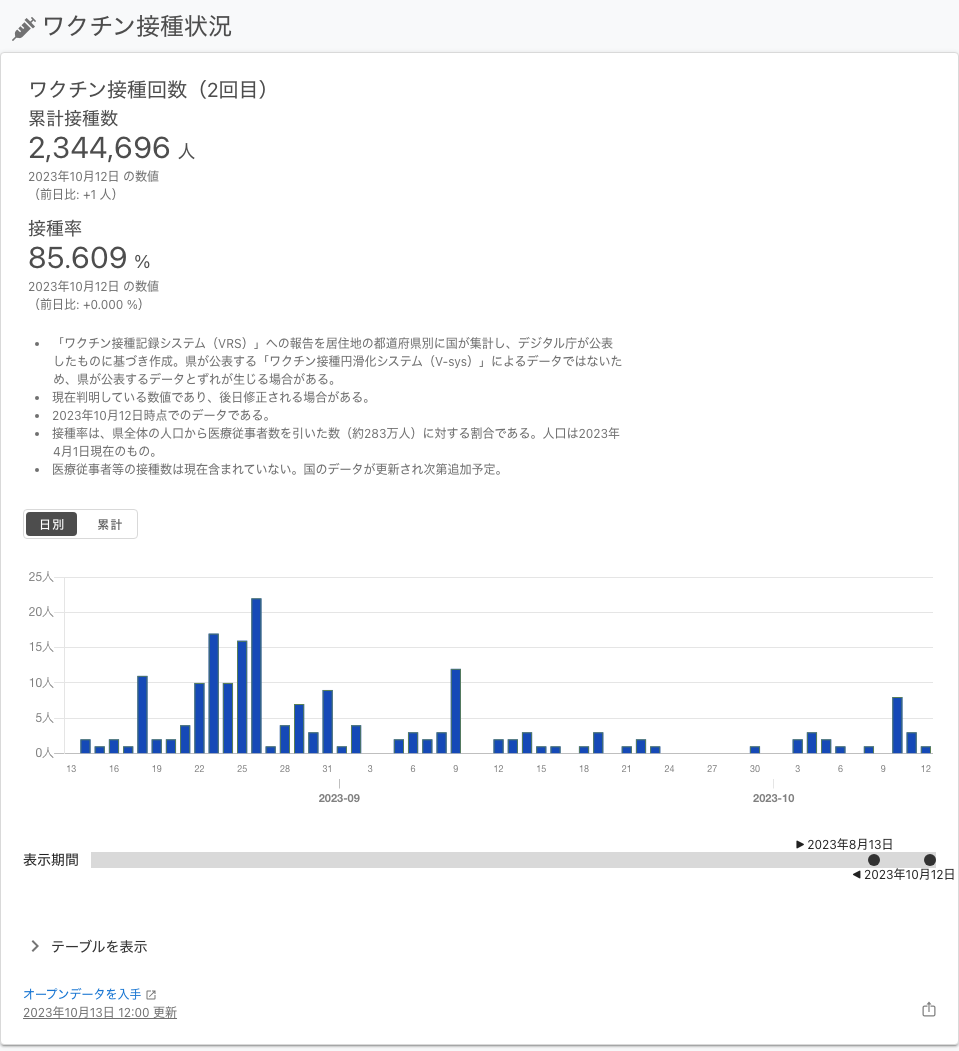 ワクチン接種状況
ワクチン接種回数（2回目）
累計接種数
2,344,696 人
2023年10月12日 の数値
（前日比: +1 人）
接種率
85.609 %
2023年10月12日 の数値
（前日比: +0.000 %）
• 「ワクチン接種記録システム（VRS）」への報告を居住地の都道府県別に国が集計し、デジタル庁が公表
したものに基づき作成。県が公表する「ワクチン接種円滑化システム（V-sys）」によるデータではないた
め、県が公表するデータとずれが生じる場合がある。
• 現在判明している数値であり、後日修正される場合がある。
• 2023年10月12日時点でのデータである。
• 接種率は、県全体の人口から医療従事者数を引いた数（約283万人）に対する割合である。人口は2023年
4月1日現在のもの。
• 医療従事者等の接種数は現在含まれていない。国のデータが更新され次第追加予定。
日別 累計
25人
20人
15人
10人
5人
0人
13 16 19 22 25 28 31 3 6 9 12 15 18 21 24 27 30 3 6 9 12
2023-09 2023-10
▶ 2023年8月13日
表示期間
◀ 2023年10月12日
テーブルを表示
オープンデータを入手
2023年10月13日 12:00 更新